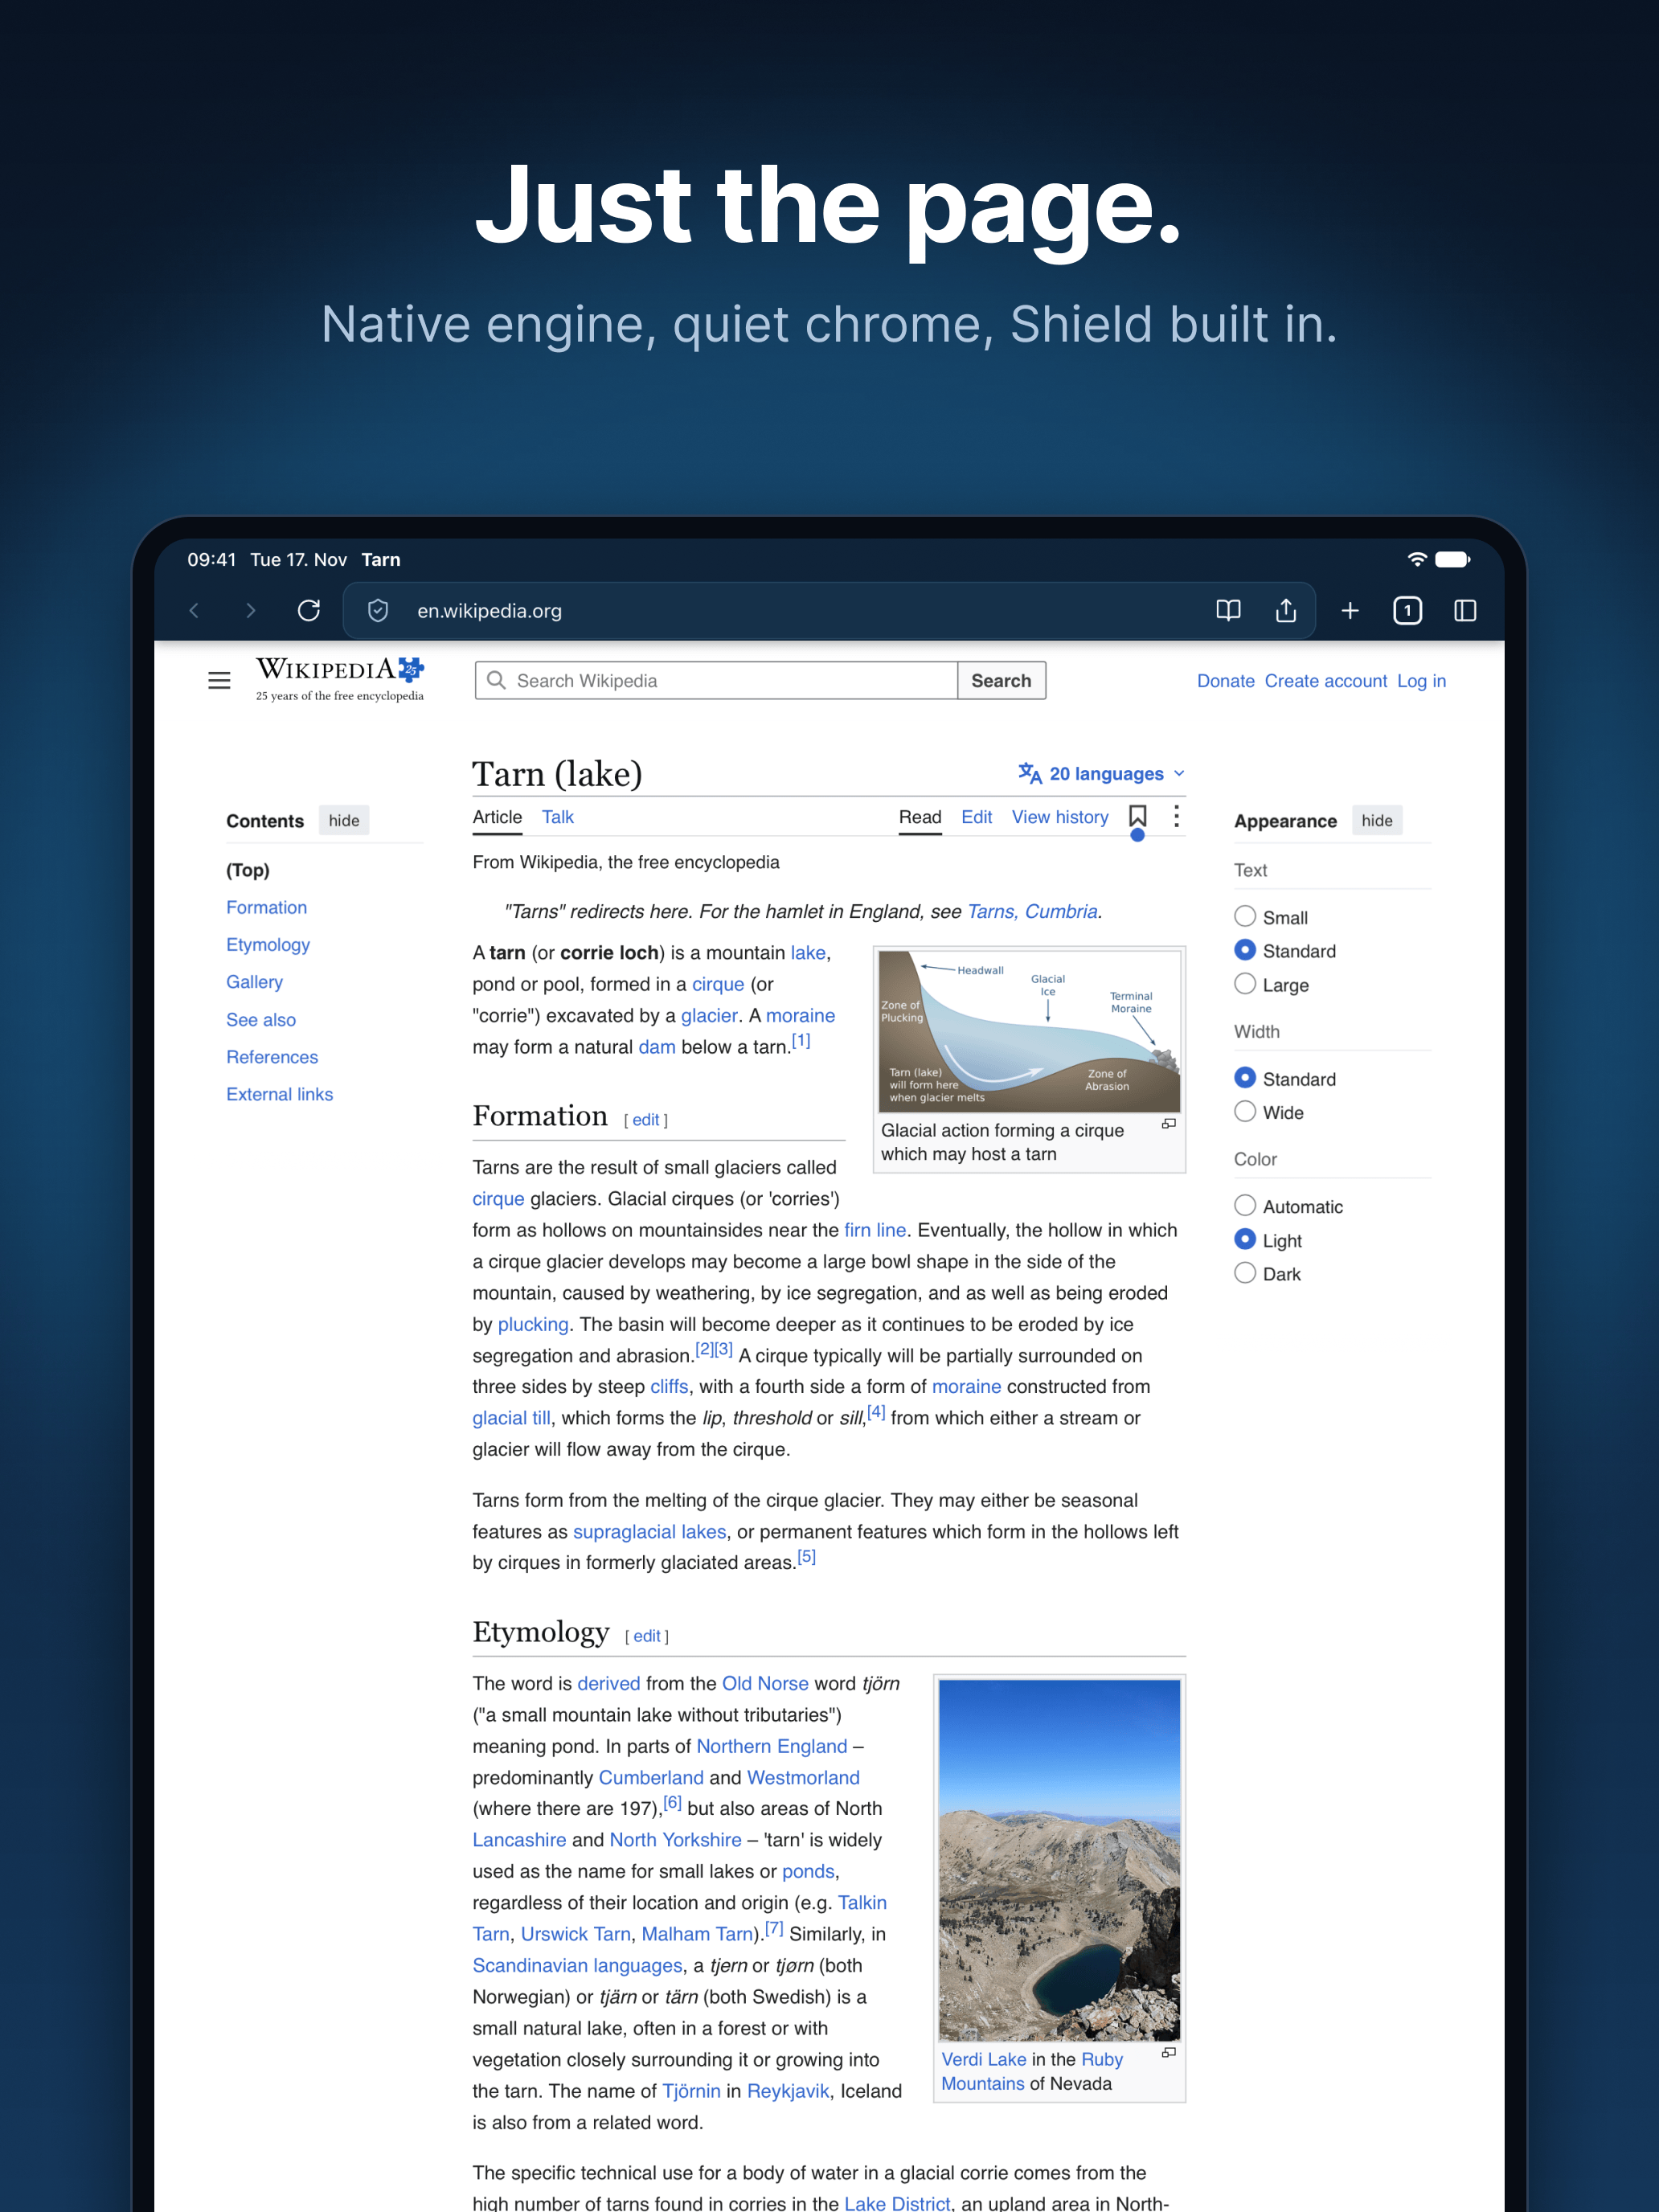 Just the page.
Native engine, quiet chrome, Shield built in.
09:41 Tue 17. Nov Tarn
en.wikipedia.org
1
WIKIPEDIA 25
25 years of the free encyclopedia
Search Wikipedia
Search
Donate Create account Log in
Tarn (lake)
20 languages
Contents hide
(Top)
Formation
Etymology
Gallery
See also
References
External links
Article Talk Read Edit View history
From Wikipedia, the free encyclopedia
"Tarns" redirects here. For the hamlet in England, see Tarns, Cumbria.
A tarn (or corrie loch) is a mountain lake,
pond or pool, formed in a cirque (or
"corrie") excavated by a glacier. A moraine
may form a natural dam below a tarn.[1]
Headwall
Glacial
Ice
Terminal
Moraine
Zone of
Plucking
Tarn (lake)
will form here
when glacier melts
Zone of
Abrasion
Glacial action forming a cirque
which may host a tarn
Formation [ edit ]
Tarns are the result of small glaciers called
cirque glaciers. Glacial cirques (or 'corries')
form as hollows on mountainsides near the firn line. Eventually, the hollow in which
a cirque glacier develops may become a large bowl shape in the side of the
mountain, caused by weathering, by ice segregation, and as well as being eroded
by plucking. The basin will become deeper as it continues to be eroded by ice
segregation and abrasion.[2][3] A cirque typically will be partially surrounded on
three sides by steep cliffs, with a fourth side a form of moraine constructed from
glacial till, which forms the lip, threshold or sill,[4] from which either a stream or
glacier will flow away from the cirque.
Tarns form from the melting of the cirque glacier. They may either be seasonal
features as supraglacial lakes, or permanent features which form in the hollows left
by cirques in formerly glaciated areas.[5]
Etymology [ edit ]
The word is derived from the Old Norse word tjörn
("a small mountain lake without tributaries")
meaning pond. In parts of Northern England –
predominantly Cumberland and Westmorland
(where there are 197),[6] but also areas of North
Lancashire and North Yorkshire – 'tarn' is widely
used as the name for small lakes or ponds,
regardless of their location and origin (e.g. Talkin
Tarn, Urswick Tarn, Malham Tarn).[7] Similarly, in
Scandinavian languages, a tjern or tjørn (both
Norwegian) or tjärn or tärn (both Swedish) is a
small natural lake, often in a forest or with
vegetation closely surrounding it or growing into
the tarn. The name of Tjörnin in Reykjavik, Iceland
is also from a related word.
Verdi Lake in the Ruby
Mountains of Nevada
The specific technical use for a body of water in a glacial corrie comes from the
high number of tarns found in corries in the Lake District, an upland area in North-
Appearance hide
Text
Small
Standard
Large
Width
Standard
Wide
Color
Automatic
Light
Dark